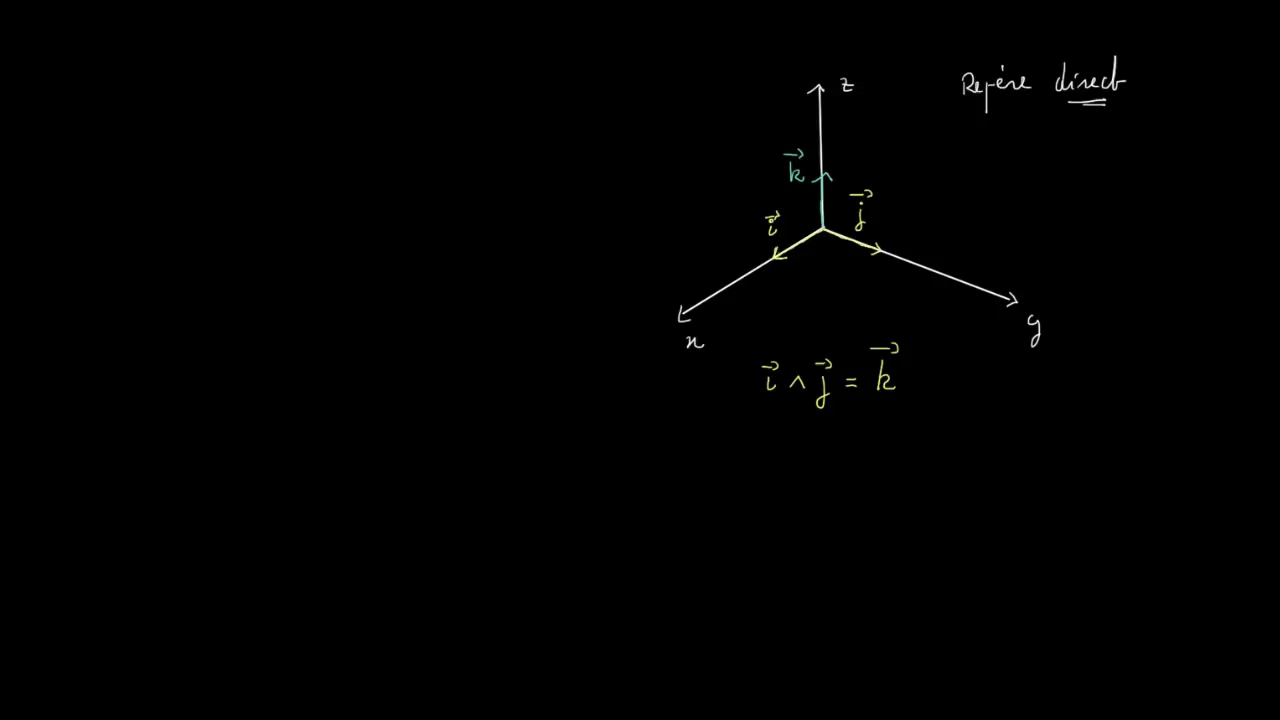 z
Repère direct
k⃗
i⃗
j⃗
x
y
i⃗ ∧ j⃗ = k⃗